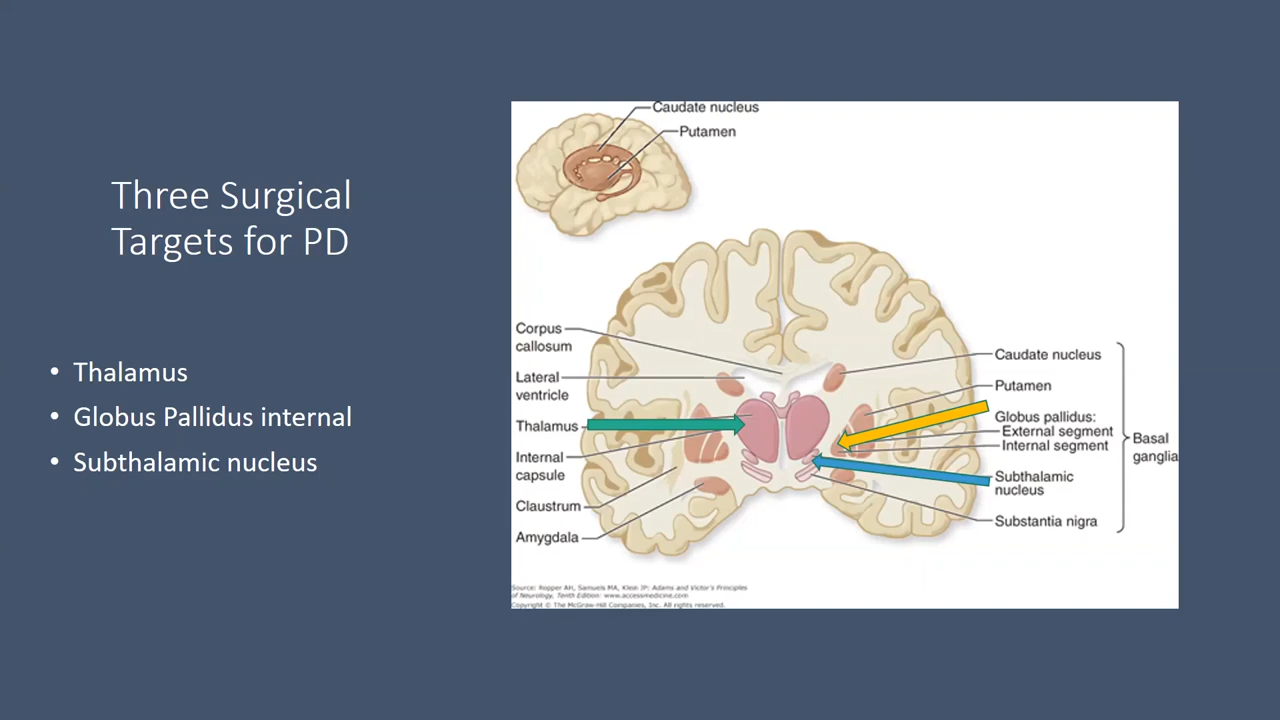 Three Surgical
Targets for PD
• Thalamus
• Globus Pallidus internal
• Subthalamic nucleus
Caudate nucleus
Putamen
Corpus
callosum
Lateral
ventricle
Thalamus
Internal
capsule
Claustrum
Amygdala
Caudate nucleus
Putamen
Globus pallidus:
External segment
Internal segment
Subthalamic
nucleus
Substantia nigra
Basal
ganglia
Source: Ropper AH, Samuels MA, Klein JP: Adams and Victor's Principles
of Neurology, Tenth Edition: www.accessmedicine.com
Copyright © The McGraw-Hill Companies, Inc. All rights reserved.